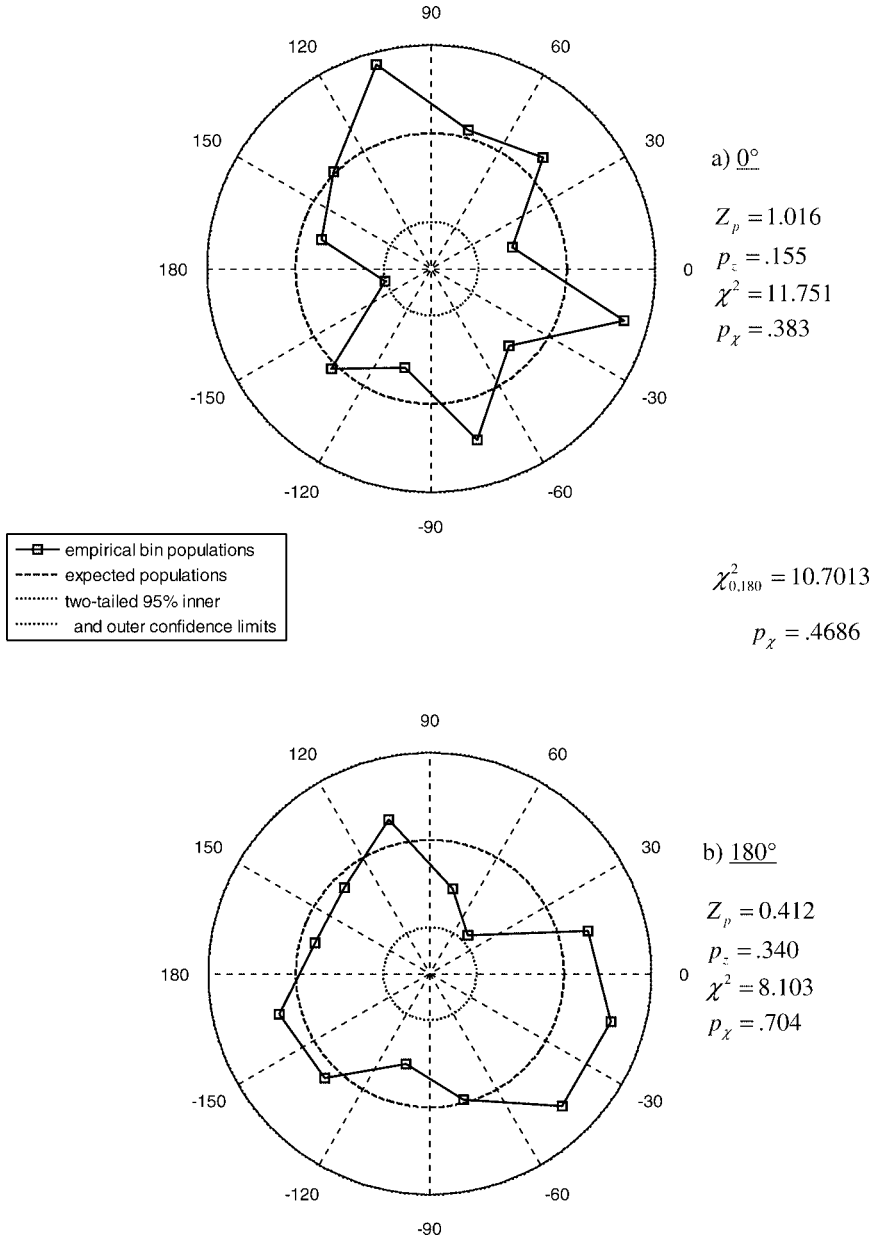 90
120
60
150
30
180
0
-150
-30
-120
-60
-90
a) 0°
Z_p = 1.016
p_z = .155
χ² = 11.751
p_χ = .383
empirical bin populations
expected populations
two-tailed 95% inner
and outer confidence limits
χ²_{0,180} = 10.7013
p_χ = .4686
90
120
60
150
30
180
0
-150
-30
-120
-60
-90
b) 180°
Z_p = 0.412
p_z = .340
χ² = 8.103
p_χ = .704